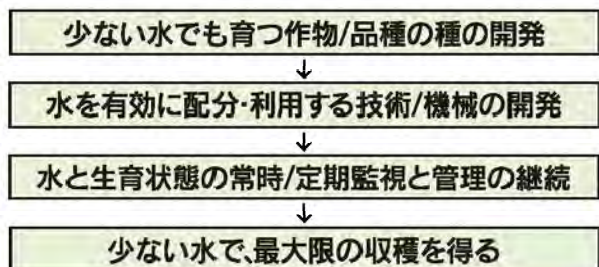 少ない水でも育つ作物/品種の種の開発
↓
水を有効に配分・利用する技術/機械の開発
↓
水と生育状態の常時/定期監視と管理の継続
↓
少ない水で、最大限の収穫を得る